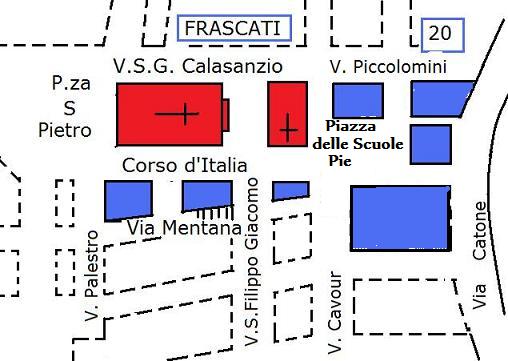 FRASCATI
20
V.S.G. Calasanzio
V. Piccolomini
P.za
S
Pietro
Piazza
delle Scuole
Pie
Corso d'Italia
Via Mentana
V. Palestro
V.S.Filippo Giacomo
V. Cavour
Via Catone